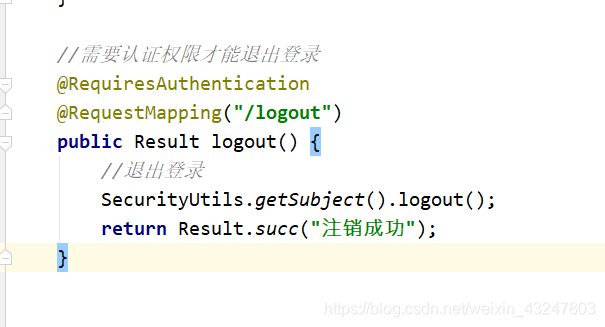 }
//需要认证权限才能退出登录
@RequiresAuthentication
@RequestMapping("/logout")
public Result logout() {
//退出登录
SecurityUtils.getSubject().logout();
return Result.succ("注销成功");
}
https://blog.csdn.net/weixin_43247803